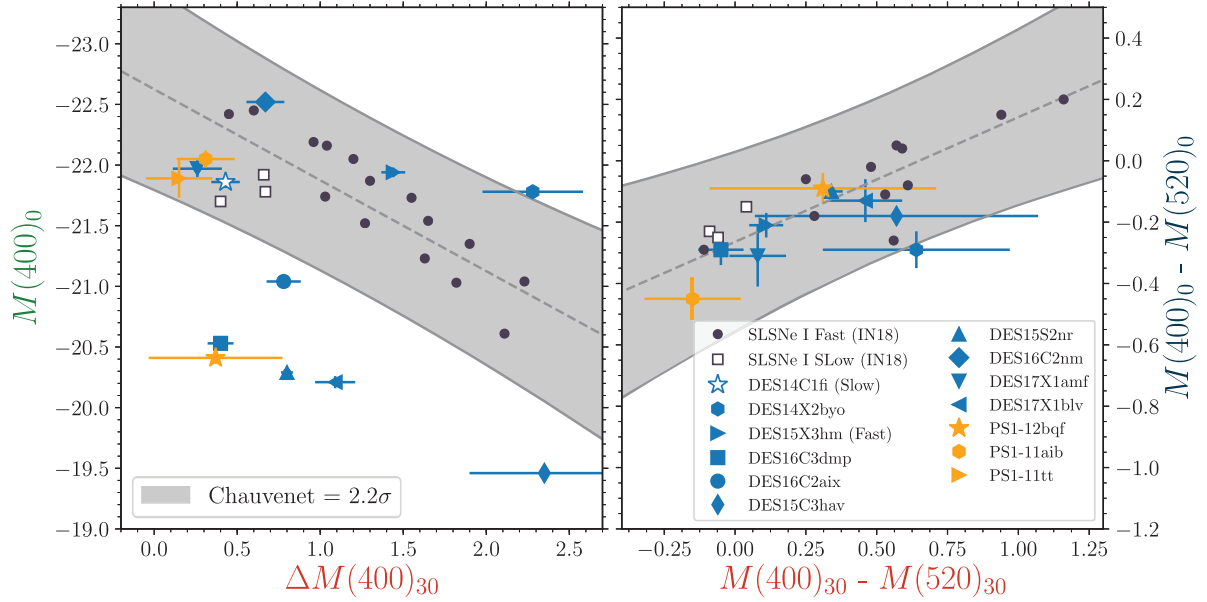 M(400)₀
−23.0
−22.5
−22.0
−21.5
−21.0
−20.5
−20.0
−19.5
−19.0
Chauvenet = 2.2σ
0.0 0.5 1.0 1.5 2.0 2.5
ΔM(400)₃₀
0.4
0.2
0.0
−0.2
−0.4
−0.6
−0.8
−1.0
−1.2
M(400)₀ - M(520)₀
SLSNe I Fast (IN18)
SLSNe I SLow (IN18)
DES14C1fi (Slow)
DES14X2byo
DES15X3hm (Fast)
DES16C3dmp
DES16C2aix
DES15C3hav
DES15S2nr
DES16C2nm
DES17X1amf
DES17X1blv
PS1-12bqf
PS1-11aib
PS1-11tt
−0.25 0.00 0.25 0.50 0.75 1.00 1.25
M(400)₃₀ - M(520)₃₀